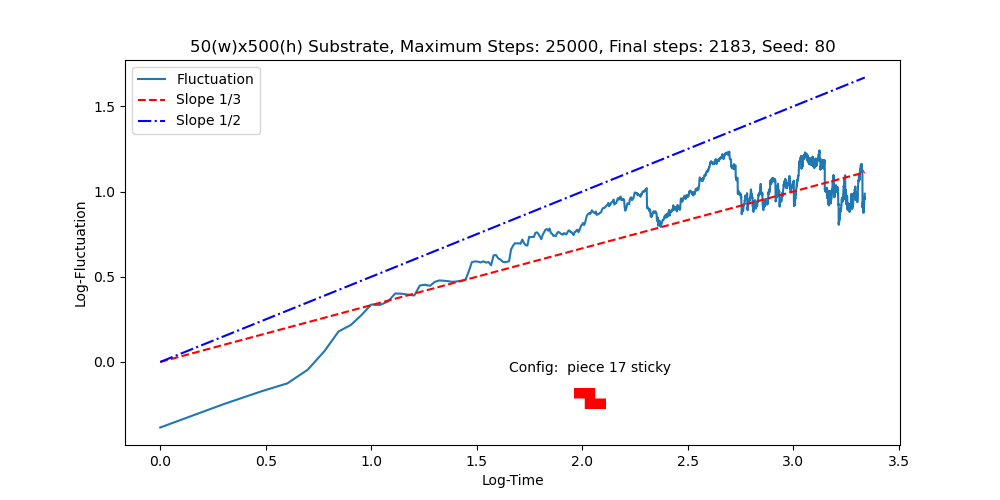 50(w)x500(h) Substrate, Maximum Steps: 25000, Final steps: 2183, Seed: 80
Fluctuation
Slope 1/3
Slope 1/2
Log-Fluctuation
1.5
1.0
0.5
0.0
Config:  piece 17 sticky
0.0 0.5 1.0 1.5 2.0 2.5 3.0 3.5
Log-Time